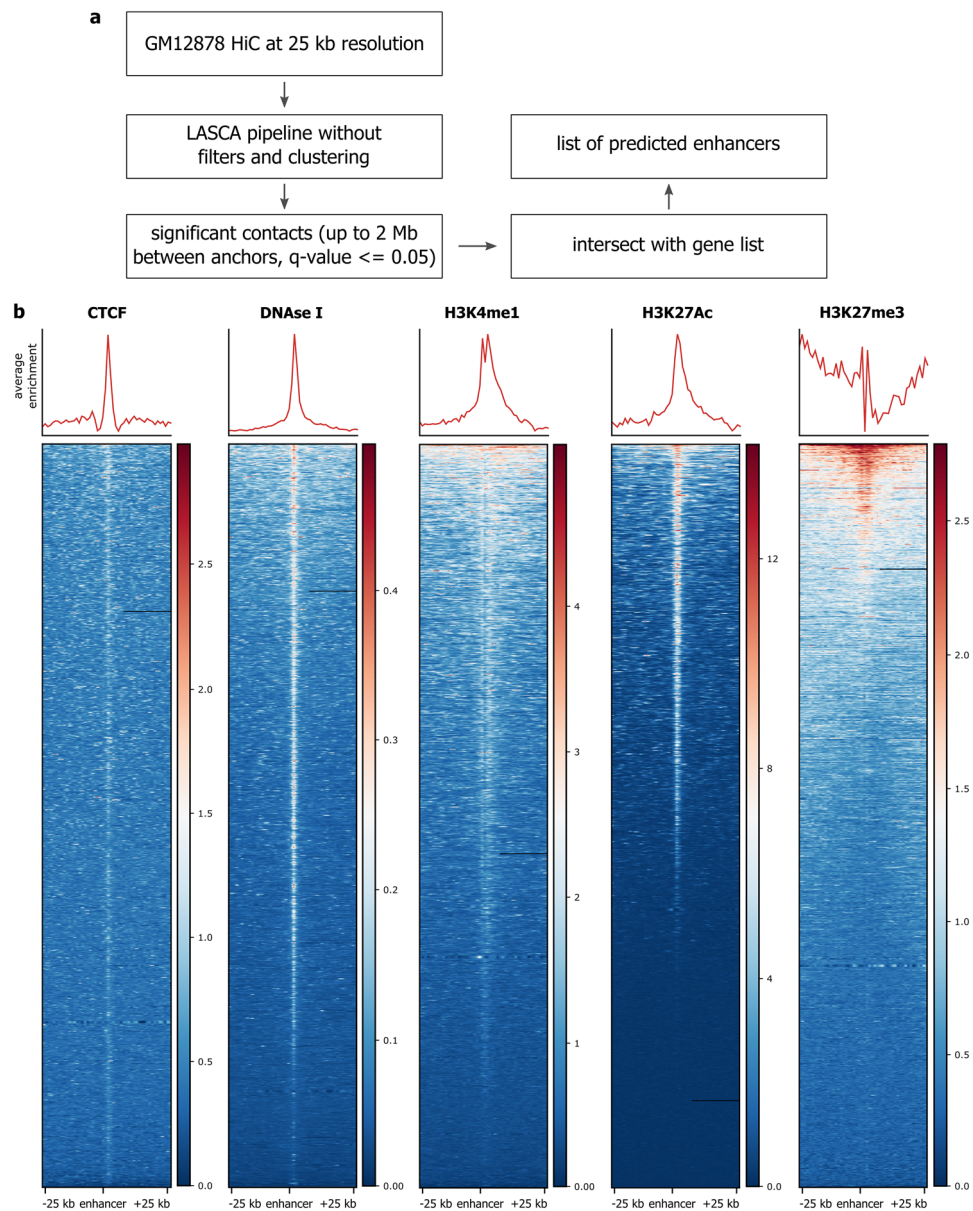 a
GM12878 HiC at 25 kb resolution
LASCA pipeline without
filters and clustering
list of predicted enhancers
significant contacts (up to 2 Mb
between anchors, q-value <= 0.05)
intersect with gene list
b
CTCF
DNAse I
H3K4me1
H3K27Ac
H3K27me3
average
enrichment
2.5
2.0
1.5
1.0
0.5
0.0
0.4
0.3
0.2
0.1
0.00
4
3
2
1
0.00
12
8
4
0.0
2.5
2.0
1.5
1.0
0.5
0.0
-25 kb enhancer +25 kb
-25 kb enhancer +25 kb
-25 kb enhancer +25 kb
-25 kb enhancer +25 kb
-25 kb enhancer +25 kb